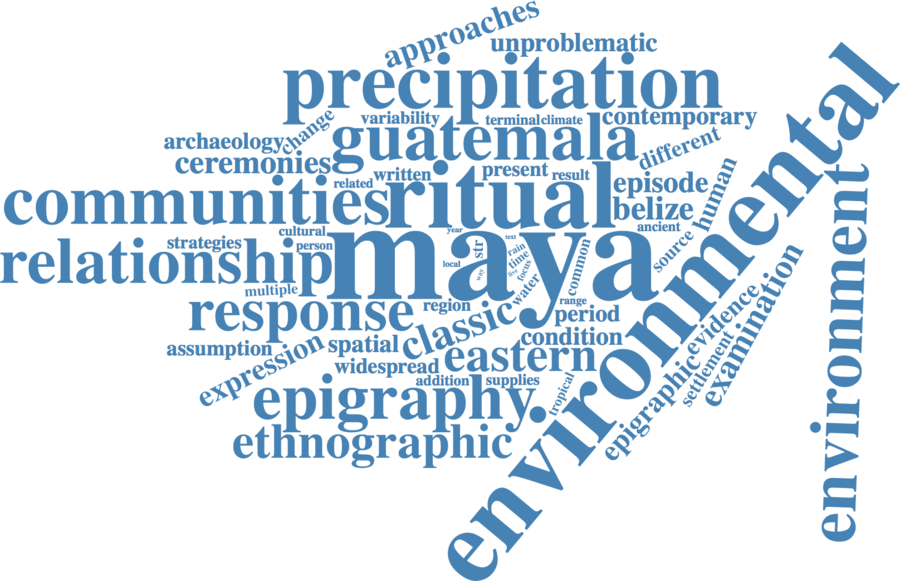 approaches
unproblematic
precipitation
variability
terminal
climate
contemporary
archaeology
change
guatemala
different
ceremonies
related
written
present
result
episode
human
communities
ritual
belize
environmental
cultural
year
text
ancient
strategies
person
maya
str
rain
time
common
source
relationship
local
way
live
focus
water
multiple
response
region
classic
range
period
evidence
examination
environment
assumption
expression
spatial
condition
widespread
eastern
settlement
addition
supplies
tropical
epigraphic
epigraphy.
ethnographic